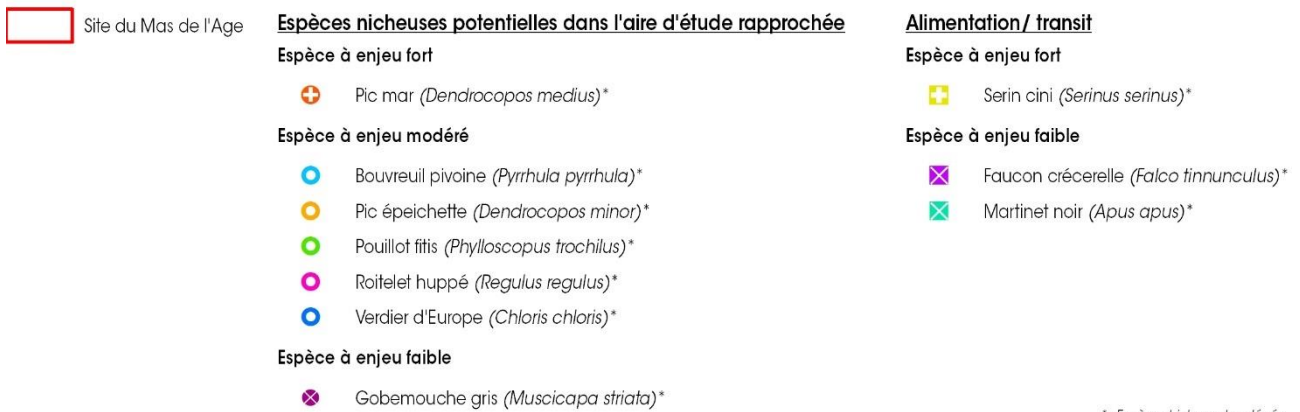 Site du Mas de l'Age
Espèces nicheuses potentielles dans l'aire d'étude rapprochée
Espèce à enjeu fort
Pic mar (Dendrocopos medius)*
Espèce à enjeu modéré
Bouvreuil pivoine (Pyrrhula pyrrhula)*
Pic épeichette (Dendrocopos minor)*
Pouillot fitis (Phylloscopus trochilus)*
Roitelet huppé (Regulus regulus)*
Verdier d'Europe (Chloris chloris)*
Espèce à enjeu faible
Gobemouche gris (Muscicapa striata)*
Alimentation/ transit
Espèce à enjeu fort
Serin cini (Serinus serinus)*
Espèce à enjeu faible
Faucon crécerelle (Falco tinnunculus)*
Martinet noir (Apus apus)*